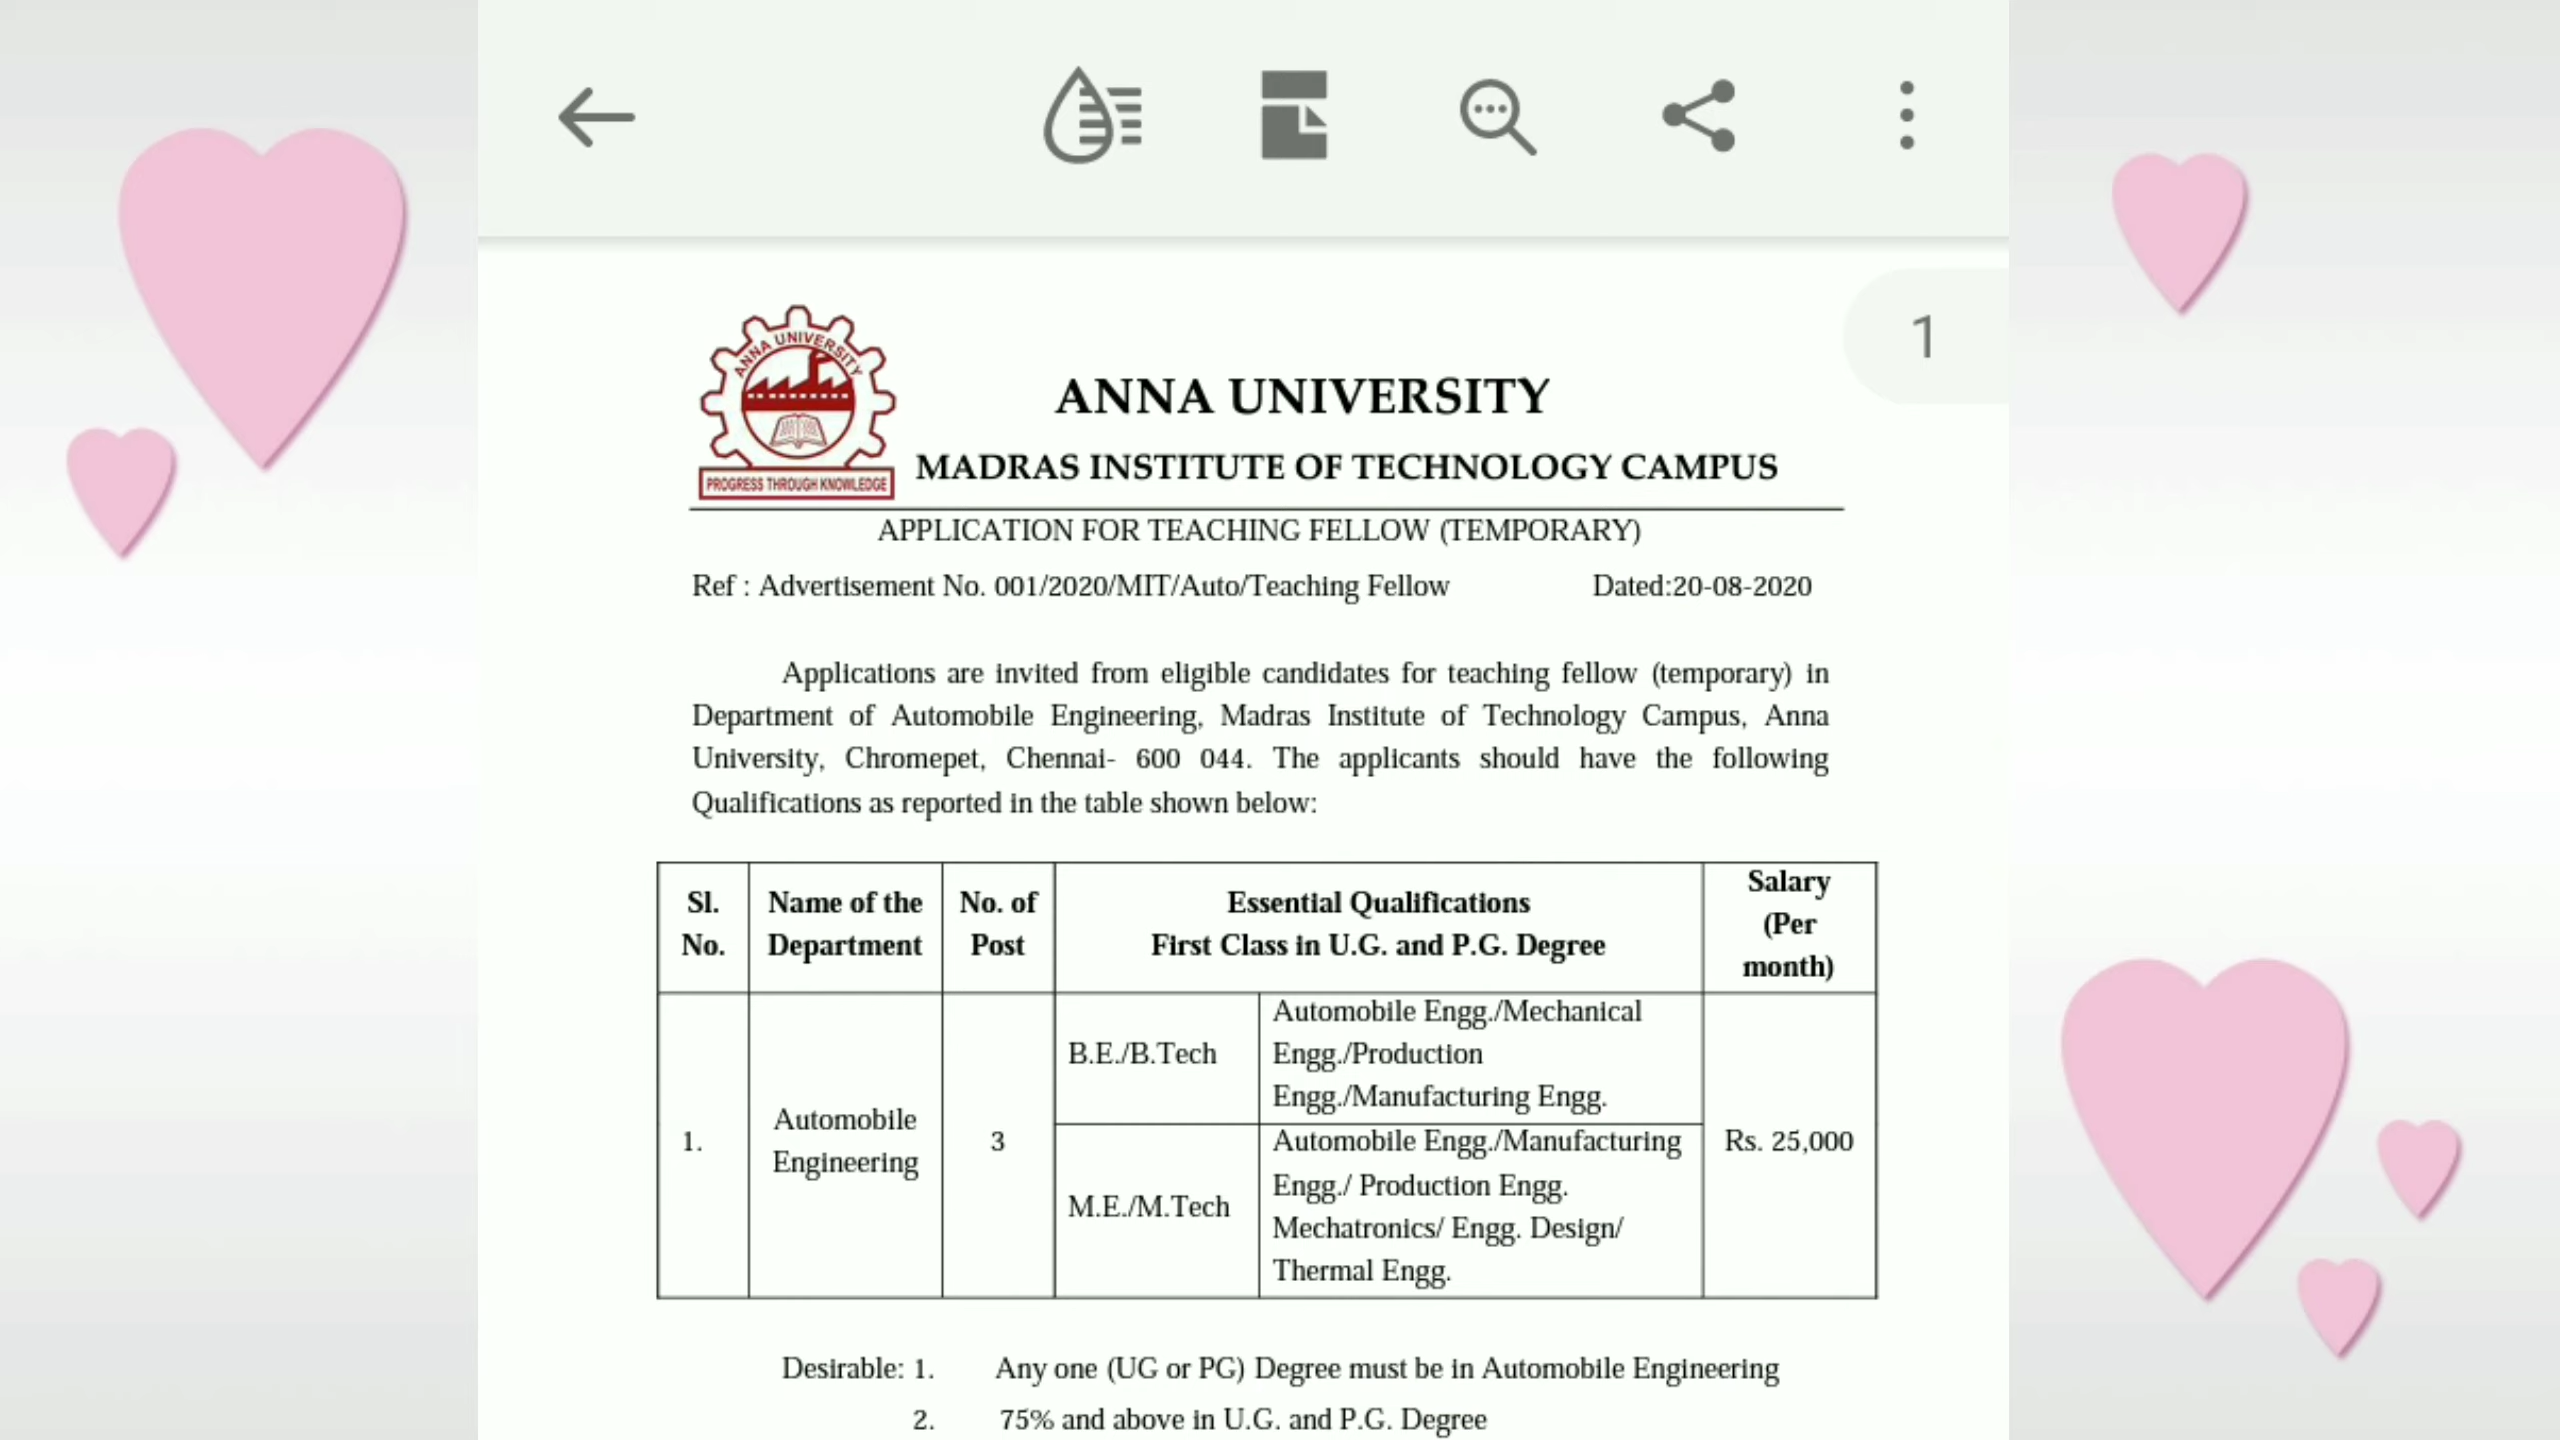 1
ANNA UNIVERSITY
PROGRESS THROUGH KNOWLEDGE
ANNA UNIVERSITY
MADRAS INSTITUTE OF TECHNOLOGY CAMPUS
APPLICATION FOR TEACHING FELLOW (TEMPORARY)
Ref : Advertisement No. 001/2020/MIT/Auto/Teaching Fellow Dated:20-08-2020
Applications are invited from eligible candidates for teaching fellow (temporary) in
Department of Automobile Engineering, Madras Institute of Technology Campus, Anna
University, Chromepet, Chennai- 600 044. The applicants should have the following
Qualifications as reported in the table shown below:
Sl.
No.
Name of the
Department
No. of
Post
Essential Qualifications
First Class in U.G. and P.G. Degree
Salary
(Per
month)
1.
Automobile
Engineering
3
B.E./B.Tech
Automobile Engg./Mechanical
Engg./Production
Engg./Manufacturing Engg.
M.E./M.Tech
Automobile Engg./Manufacturing
Engg./ Production Engg.
Mechatronics/ Engg. Design/
Thermal Engg.
Rs. 25,000
Desirable: 1. Any one (UG or PG) Degree must be in Automobile Engineering
2. 75% and above in U.G. and P.G. Degree